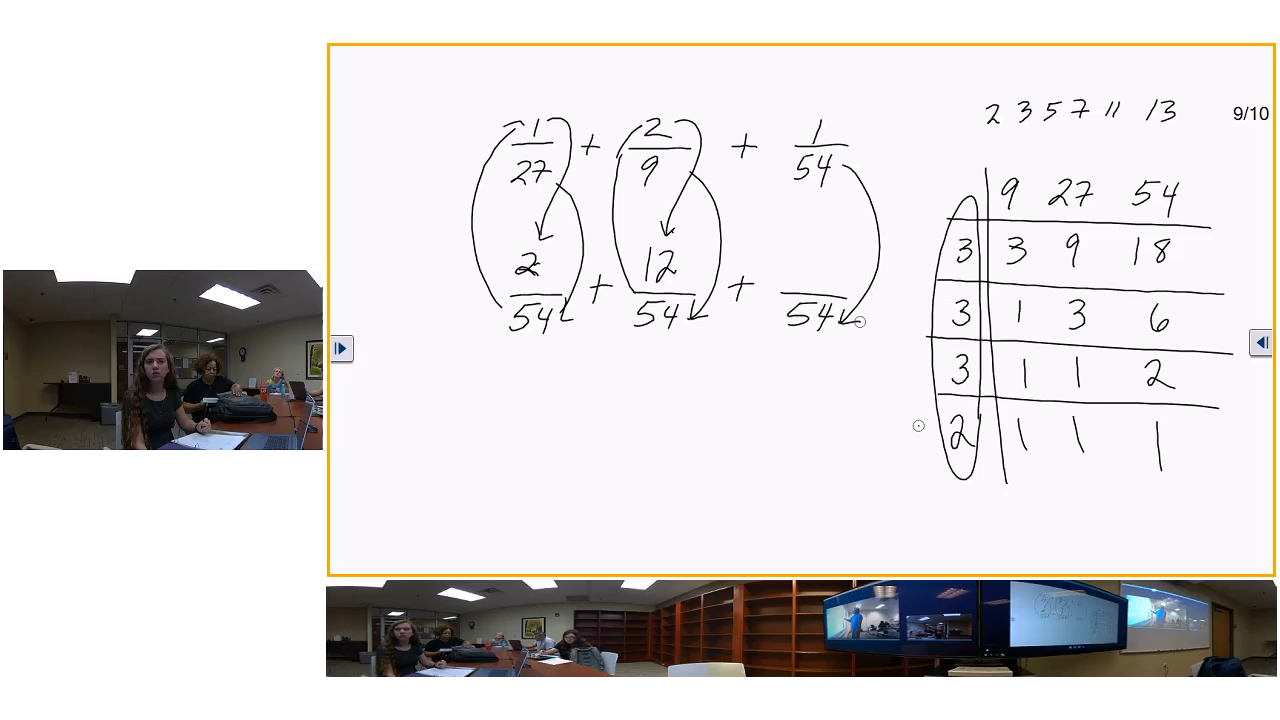 2 3 5 7 11 13
9/10
1/27 + 2/9 + 1/54
2/54 + 12/54 + /54
9 27 54
3 3 9 18
3 1 3 6
3 1 1 2
2 1 1 1